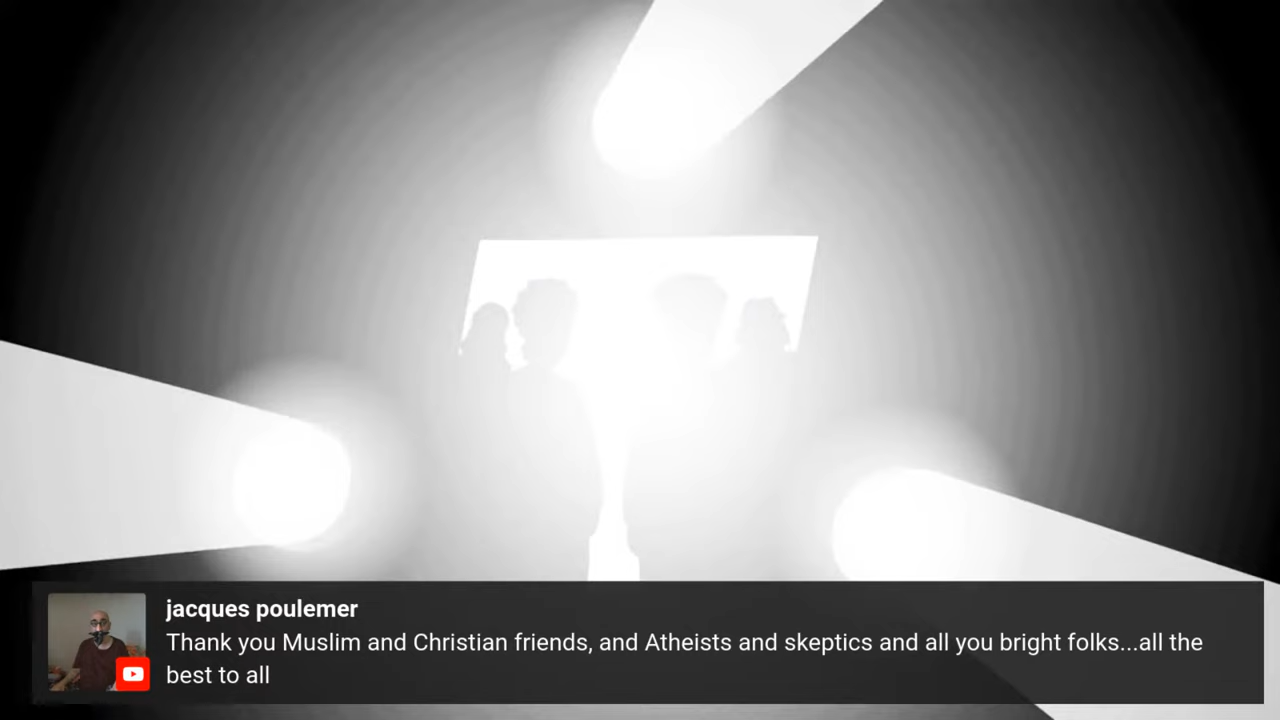 jacques poulemer
Thank you Muslim and Christian friends, and Atheists and skeptics and all you bright folks...all the
best to all